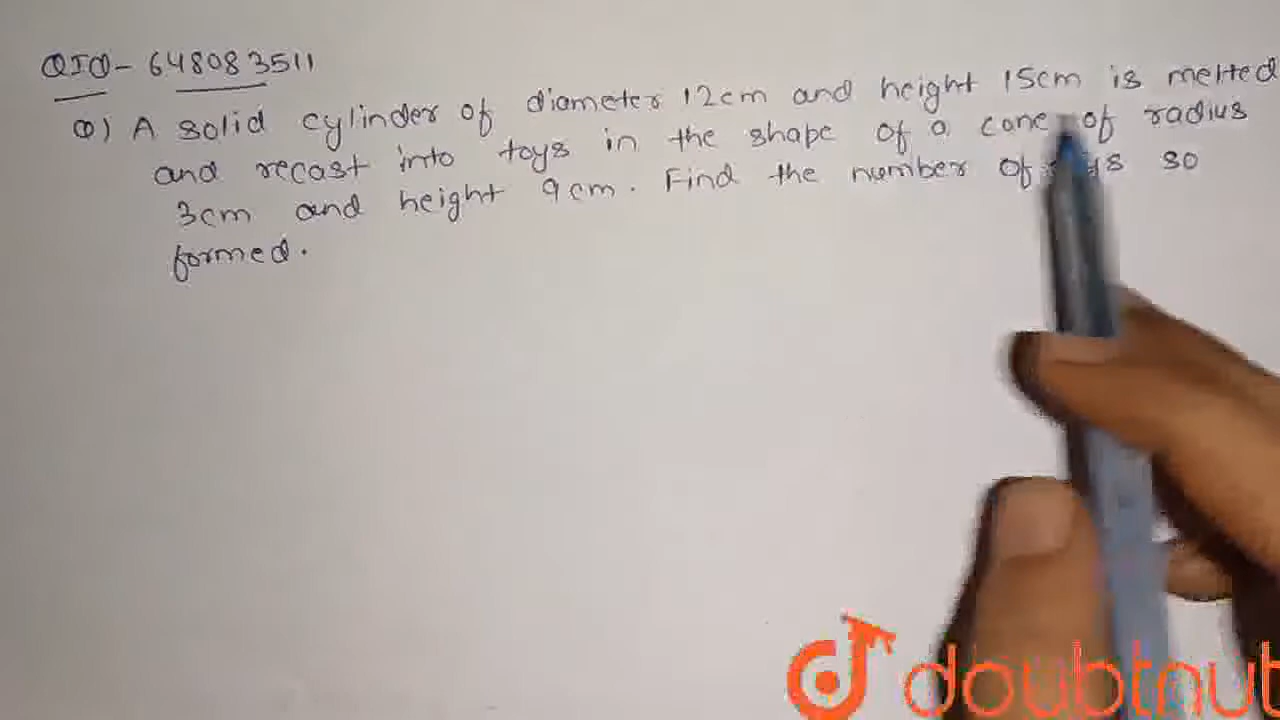 QID - 648083511
Q) A solid cylinder of diameter 12cm and height 15cm is melted
and recast into toys in the shape of a cone of radius
3cm and height 9cm. Find the number of so
formed.
doubtnut